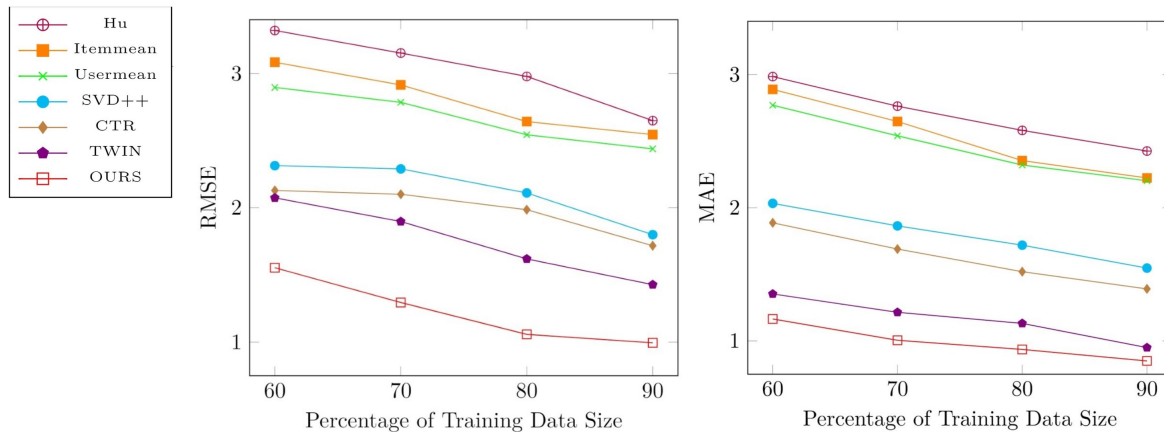 Hu
Itemmean
Usermean
SVD++
CTR
TWIN
OURS
RMSE
3
2
1
60 70 80 90
Percentage of Training Data Size
MAE
3
2
1
60 70 80 90
Percentage of Training Data Size